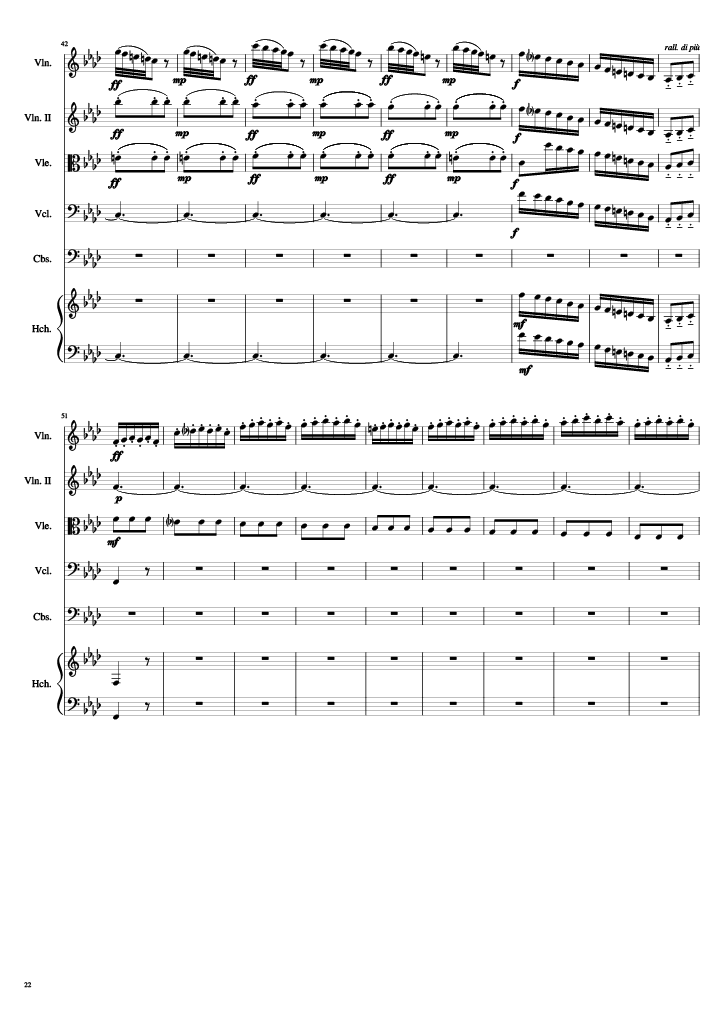 42
rall. di più
Vln.
ff mp ff mp ff mp f
Vln. II
ff mp ff mp ff mp f
Vle.
ff mp ff mp ff mp f
Vcl.
f
Cbs.
Hch.
mf
mf
51
Vln.
ff
Vln. II
p
Vle.
mf
Vcl.
Cbs.
Hch.
22